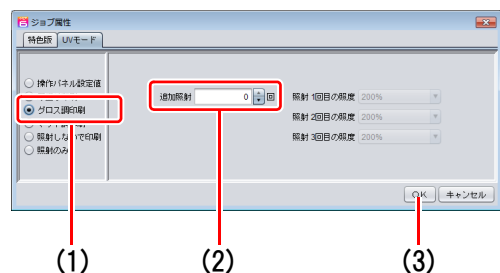 ジョブ属性
特色版 UVモード
操作パネル設定値
グロス調印刷
照射しないで印刷
照射のみ
追加照射 0 回
照射 1回目の照度 200%
照射 2回目の照度 200%
照射 3回目の照度 200%
OK キャンセル
(1) (2) (3)